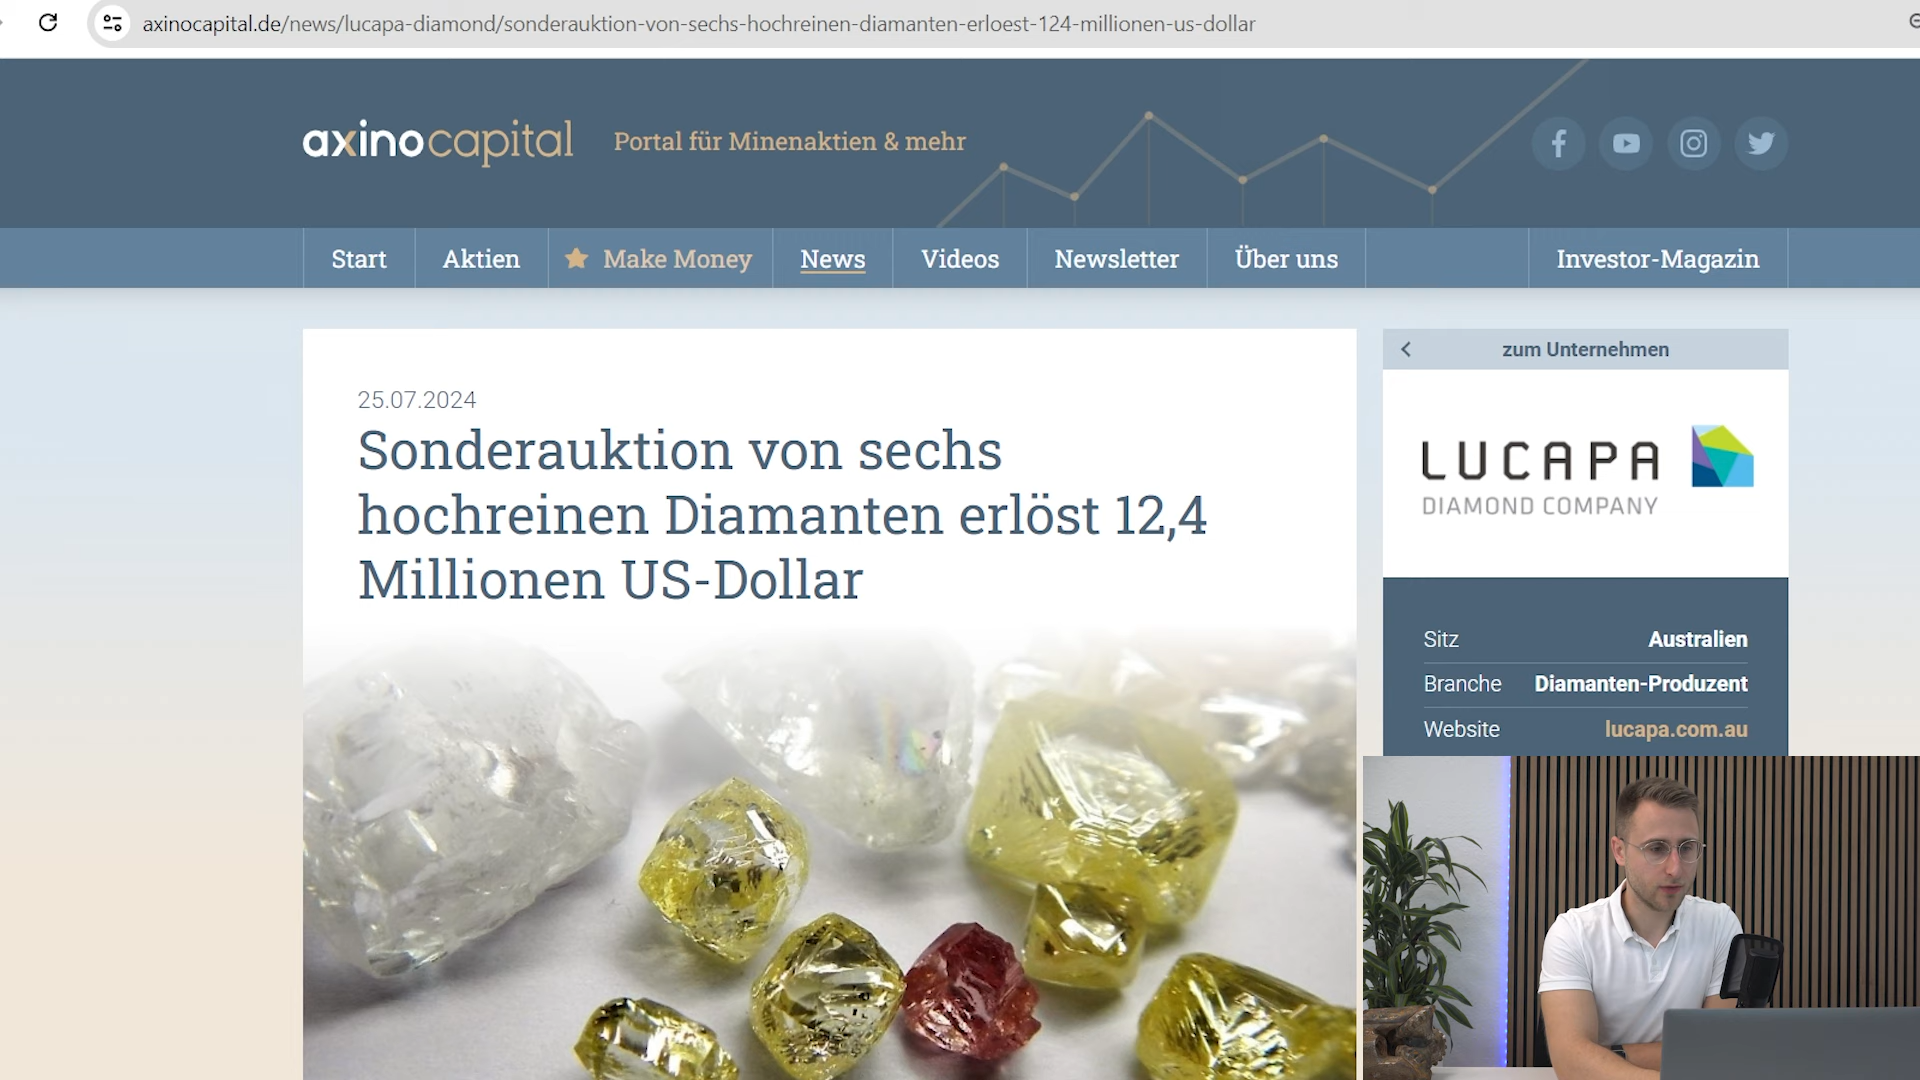 axinocapital.de/news/lucapa-diamond/sonderauktion-von-sechs-hochreinen-diamanten-erloest-124-millionen-us-dollar
axinocapital Portal für Minenaktien & mehr
Start Aktien Make Money News Videos Newsletter Über uns Investor-Magazin
25.07.2024
Sonderauktion von sechs
hochreinen Diamanten erlöst 12,4
Millionen US-Dollar
zum Unternehmen
LUCAPA
DIAMOND COMPANY
Sitz Australien
Branche Diamanten-Produzent
Website lucapa.com.au